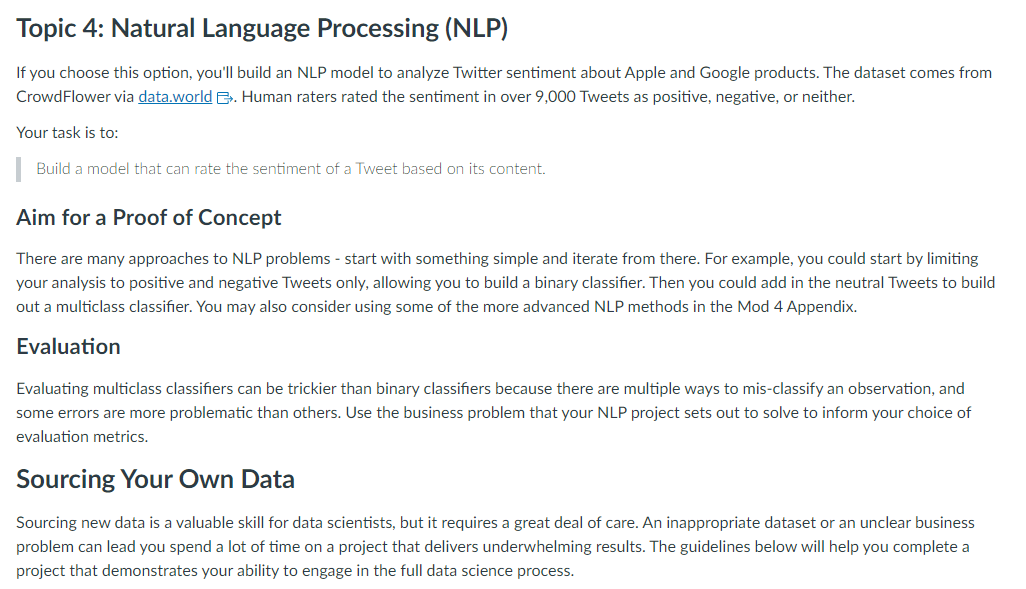 Topic 4: Natural Language Processing (NLP)
If you choose this option, you'll build an NLP model to analyze Twitter sentiment about Apple and Google products. The dataset comes from
CrowdFlower via data.world. Human raters rated the sentiment in over 9,000 Tweets as positive, negative, or neither.
Your task is to:
Build a model that can rate the sentiment of a Tweet based on its content.
Aim for a Proof of Concept
There are many approaches to NLP problems - start with something simple and iterate from there. For example, you could start by limiting
your analysis to positive and negative Tweets only, allowing you to build a binary classifier. Then you could add in the neutral Tweets to build
out a multiclass classifier. You may also consider using some of the more advanced NLP methods in the Mod 4 Appendix.
Evaluation
Evaluating multiclass classifiers can be trickier than binary classifiers because there are multiple ways to mis-classify an observation, and
some errors are more problematic than others. Use the business problem that your NLP project sets out to solve to inform your choice of
evaluation metrics.
Sourcing Your Own Data
Sourcing new data is a valuable skill for data scientists, but it requires a great deal of care. An inappropriate dataset or an unclear business
problem can lead you spend a lot of time on a project that delivers underwhelming results. The guidelines below will help you complete a
project that demonstrates your ability to engage in the full data science process.